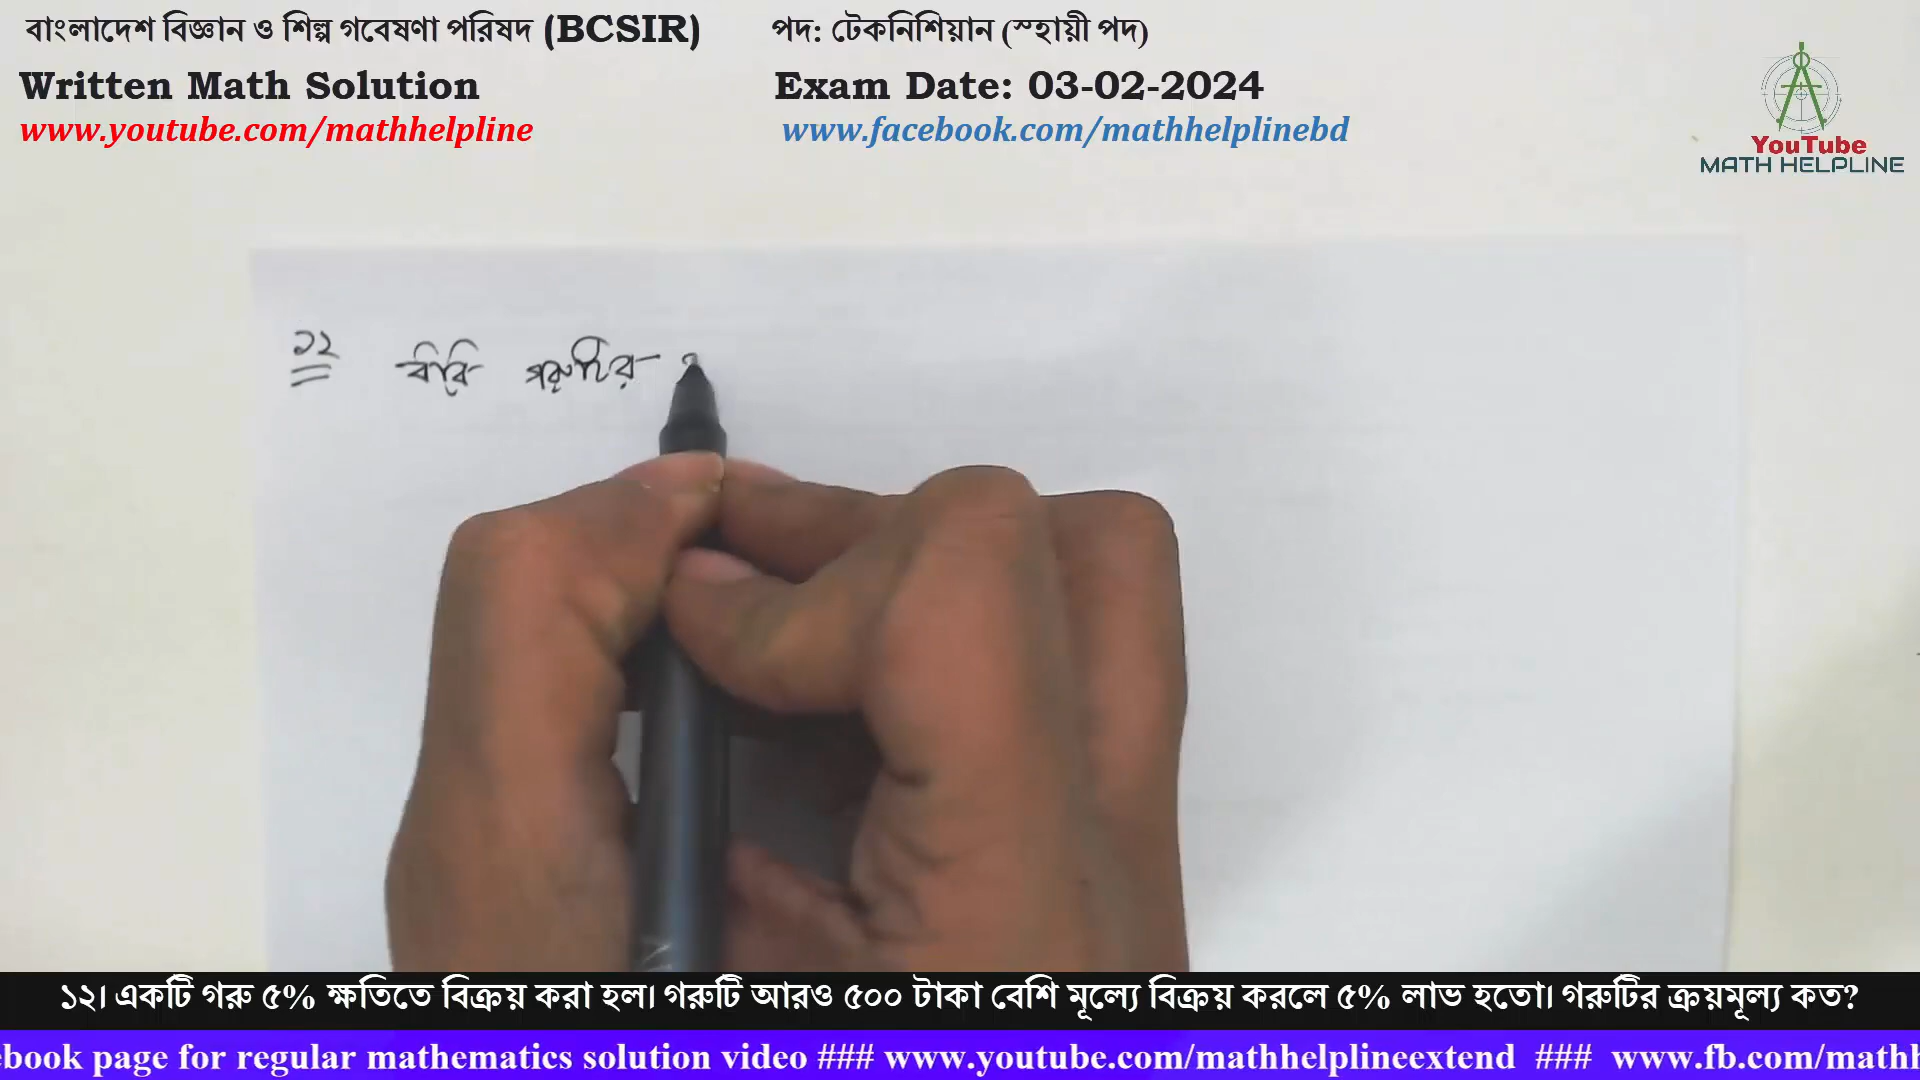 বাংলাদেশ বিজ্ঞান ও শিল্প গবেষণা পরিষদ (BCSIR) পদ: টেকনিশিয়ান (স্হায়ী পদ)
Written Math Solution Exam Date: 03-02-2024
www.youtube.com/mathhelpline www.facebook.com/mathhelplinebd
YouTube
MATH HELPLINE
১২ ধরি গরুটির
১২। একটি গরু ৫% ক্ষতিতে বিক্রয় করা হল। গরুটি আরও ৫০০ টাকা বেশি মূল্যে বিক্রয় করলে ৫% লাভ হতো। গরুটির ক্রয়মূল্য কত?
ebook page for regular mathematics solution video ### www.youtube.com/mathhelplineextend ### www.fb.com/mathh